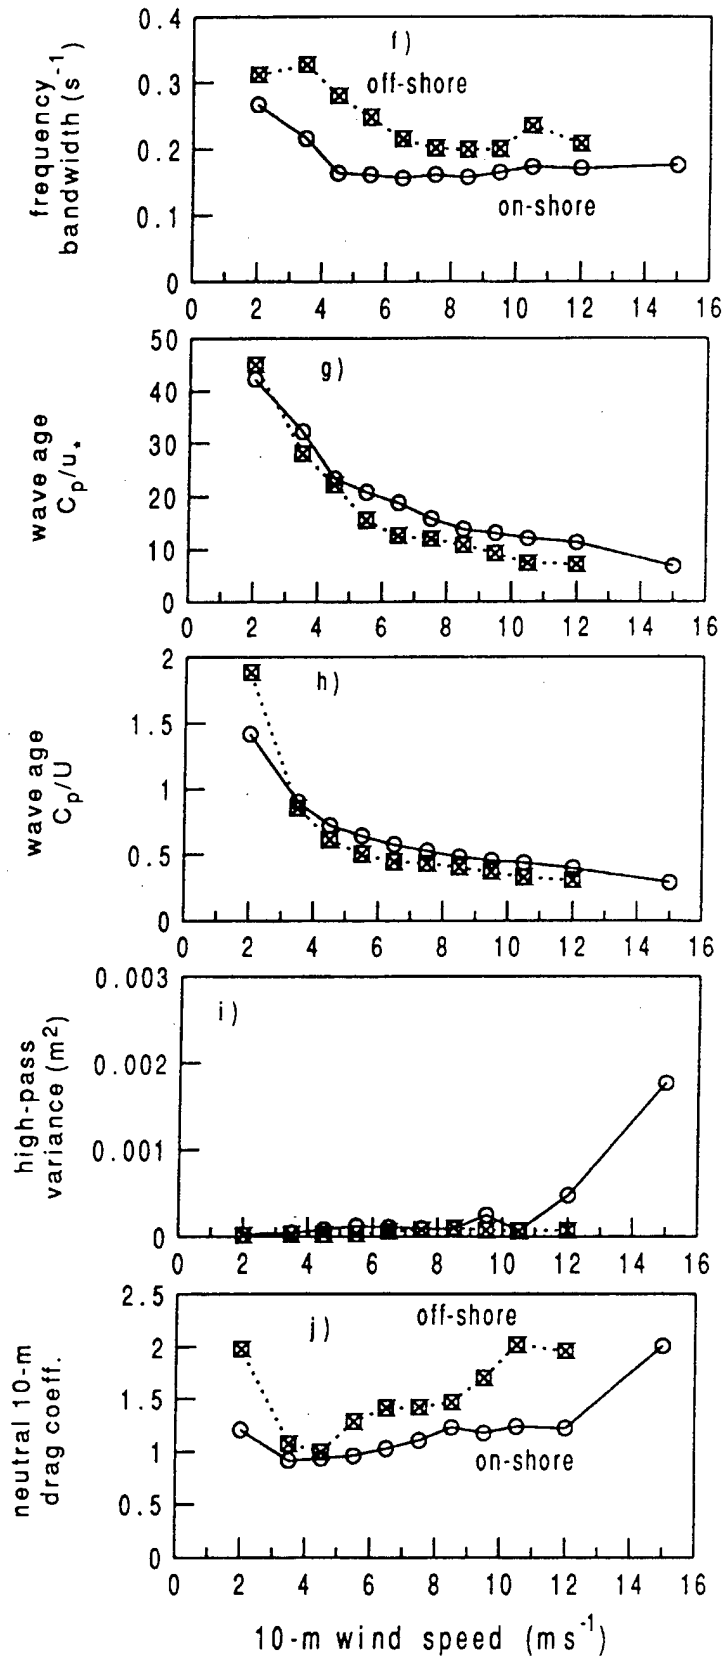 0.4
f)
off-shore
0.3
0.2
0.1
0
on-shore
frequency
bandwidth (s⁻¹)
0 2 4 6 8 10 12 14 16
50
g)
40
30
20
10
0
wave age
Cₚ/u*
0 2 4 6 8 10 12 14 16
2
h)
1.5
1
0.5
0
wave age
Cₚ/U
0 2 4 6 8 10 12 14 16
0.003
i)
0.002
0.001
0
high-pass
variance (m²)
0 2 4 6 8 10 12 14 16
2.5
off-shore
j)
2
1.5
1
on-shore
0.5
0
neutral 10-m
drag coeff.
0 2 4 6 8 10 12 14 16
10-m wind speed (ms⁻¹)